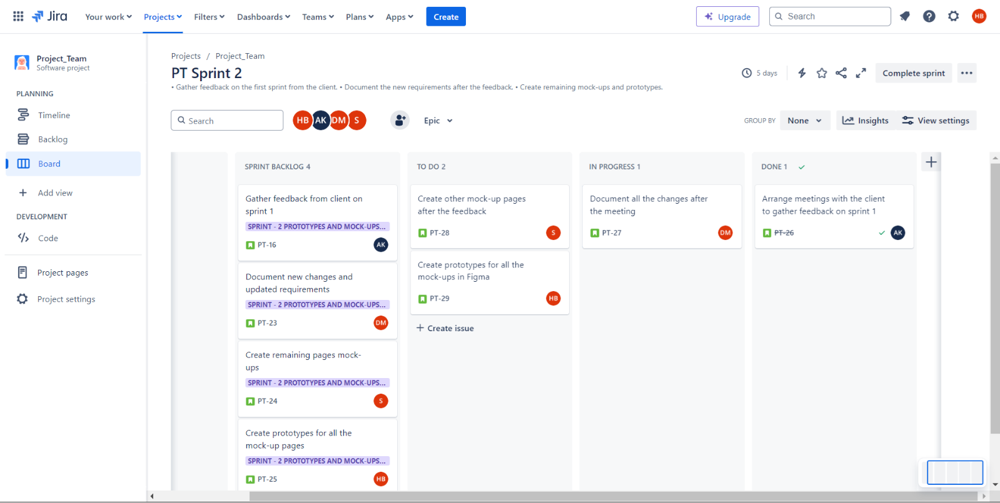 Jira
Your work
Projects
Filters
Dashboards
Teams
Plans
Apps
Create
Upgrade
Search
HB
Project_Team
Software project
PLANNING
Timeline
Backlog
Board
Add view
DEVELOPMENT
Code
Project pages
Project settings
Projects / Project_Team
PT Sprint 2
• Gather feedback on the first sprint from the client. • Document the new requirements after the feedback. • Create remaining mock-ups and prototypes.
5 days
Complete sprint
Search
HB AK DM S
Epic
GROUP BY
None
Insights
View settings
SPRINT BACKLOG 4
Gather feedback from client on
sprint 1
SPRINT - 2 PROTOTYPES AND MOCK-UPS...
PT-16
AK
Document new changes and
updated requirements
SPRINT - 2 PROTOTYPES AND MOCK-UPS...
PT-23
DM
Create remaining pages mock-
ups
SPRINT - 2 PROTOTYPES AND MOCK-UPS...
PT-24
S
Create prototypes for all the
mock-up pages
SPRINT - 2 PROTOTYPES AND MOCK-UPS...
PT-25
HB
TO DO 2
Create other mock-up pages
after the feedback
PT-28
S
Create prototypes for all the
mock-ups in Figma
PT-29
HB
Create issue
IN PROGRESS 1
Document all the changes after
the meeting
PT-27
DM
DONE 1
Arrange meetings with the client
to gather feedback on sprint 1
PT-26
AK